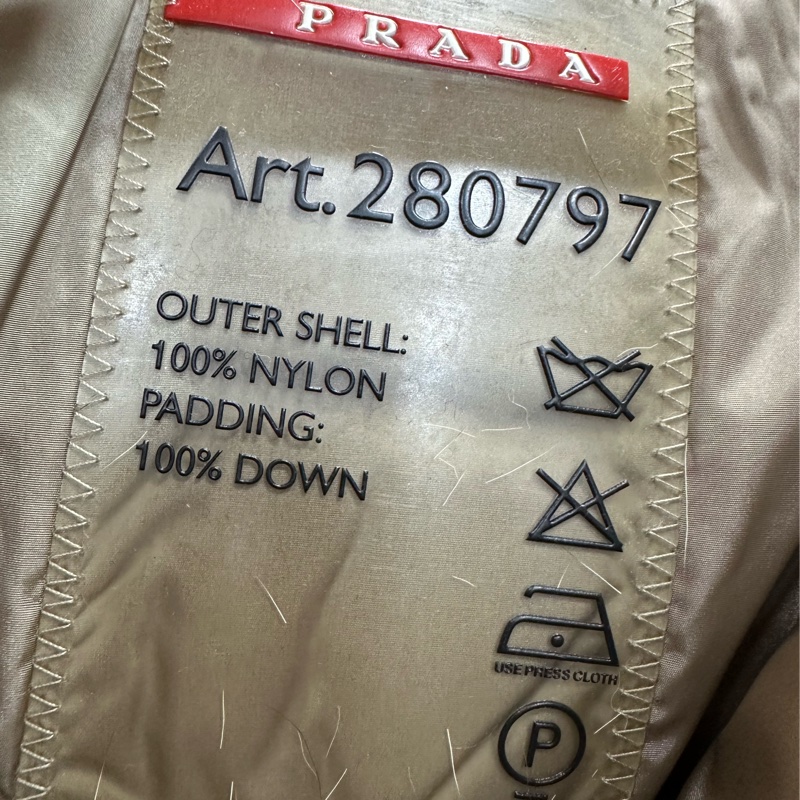 PRADA
Art.280797
OUTER SHELL:
100% NYLON
PADDING:
100% DOWN
USE PRESS CLOTH
P